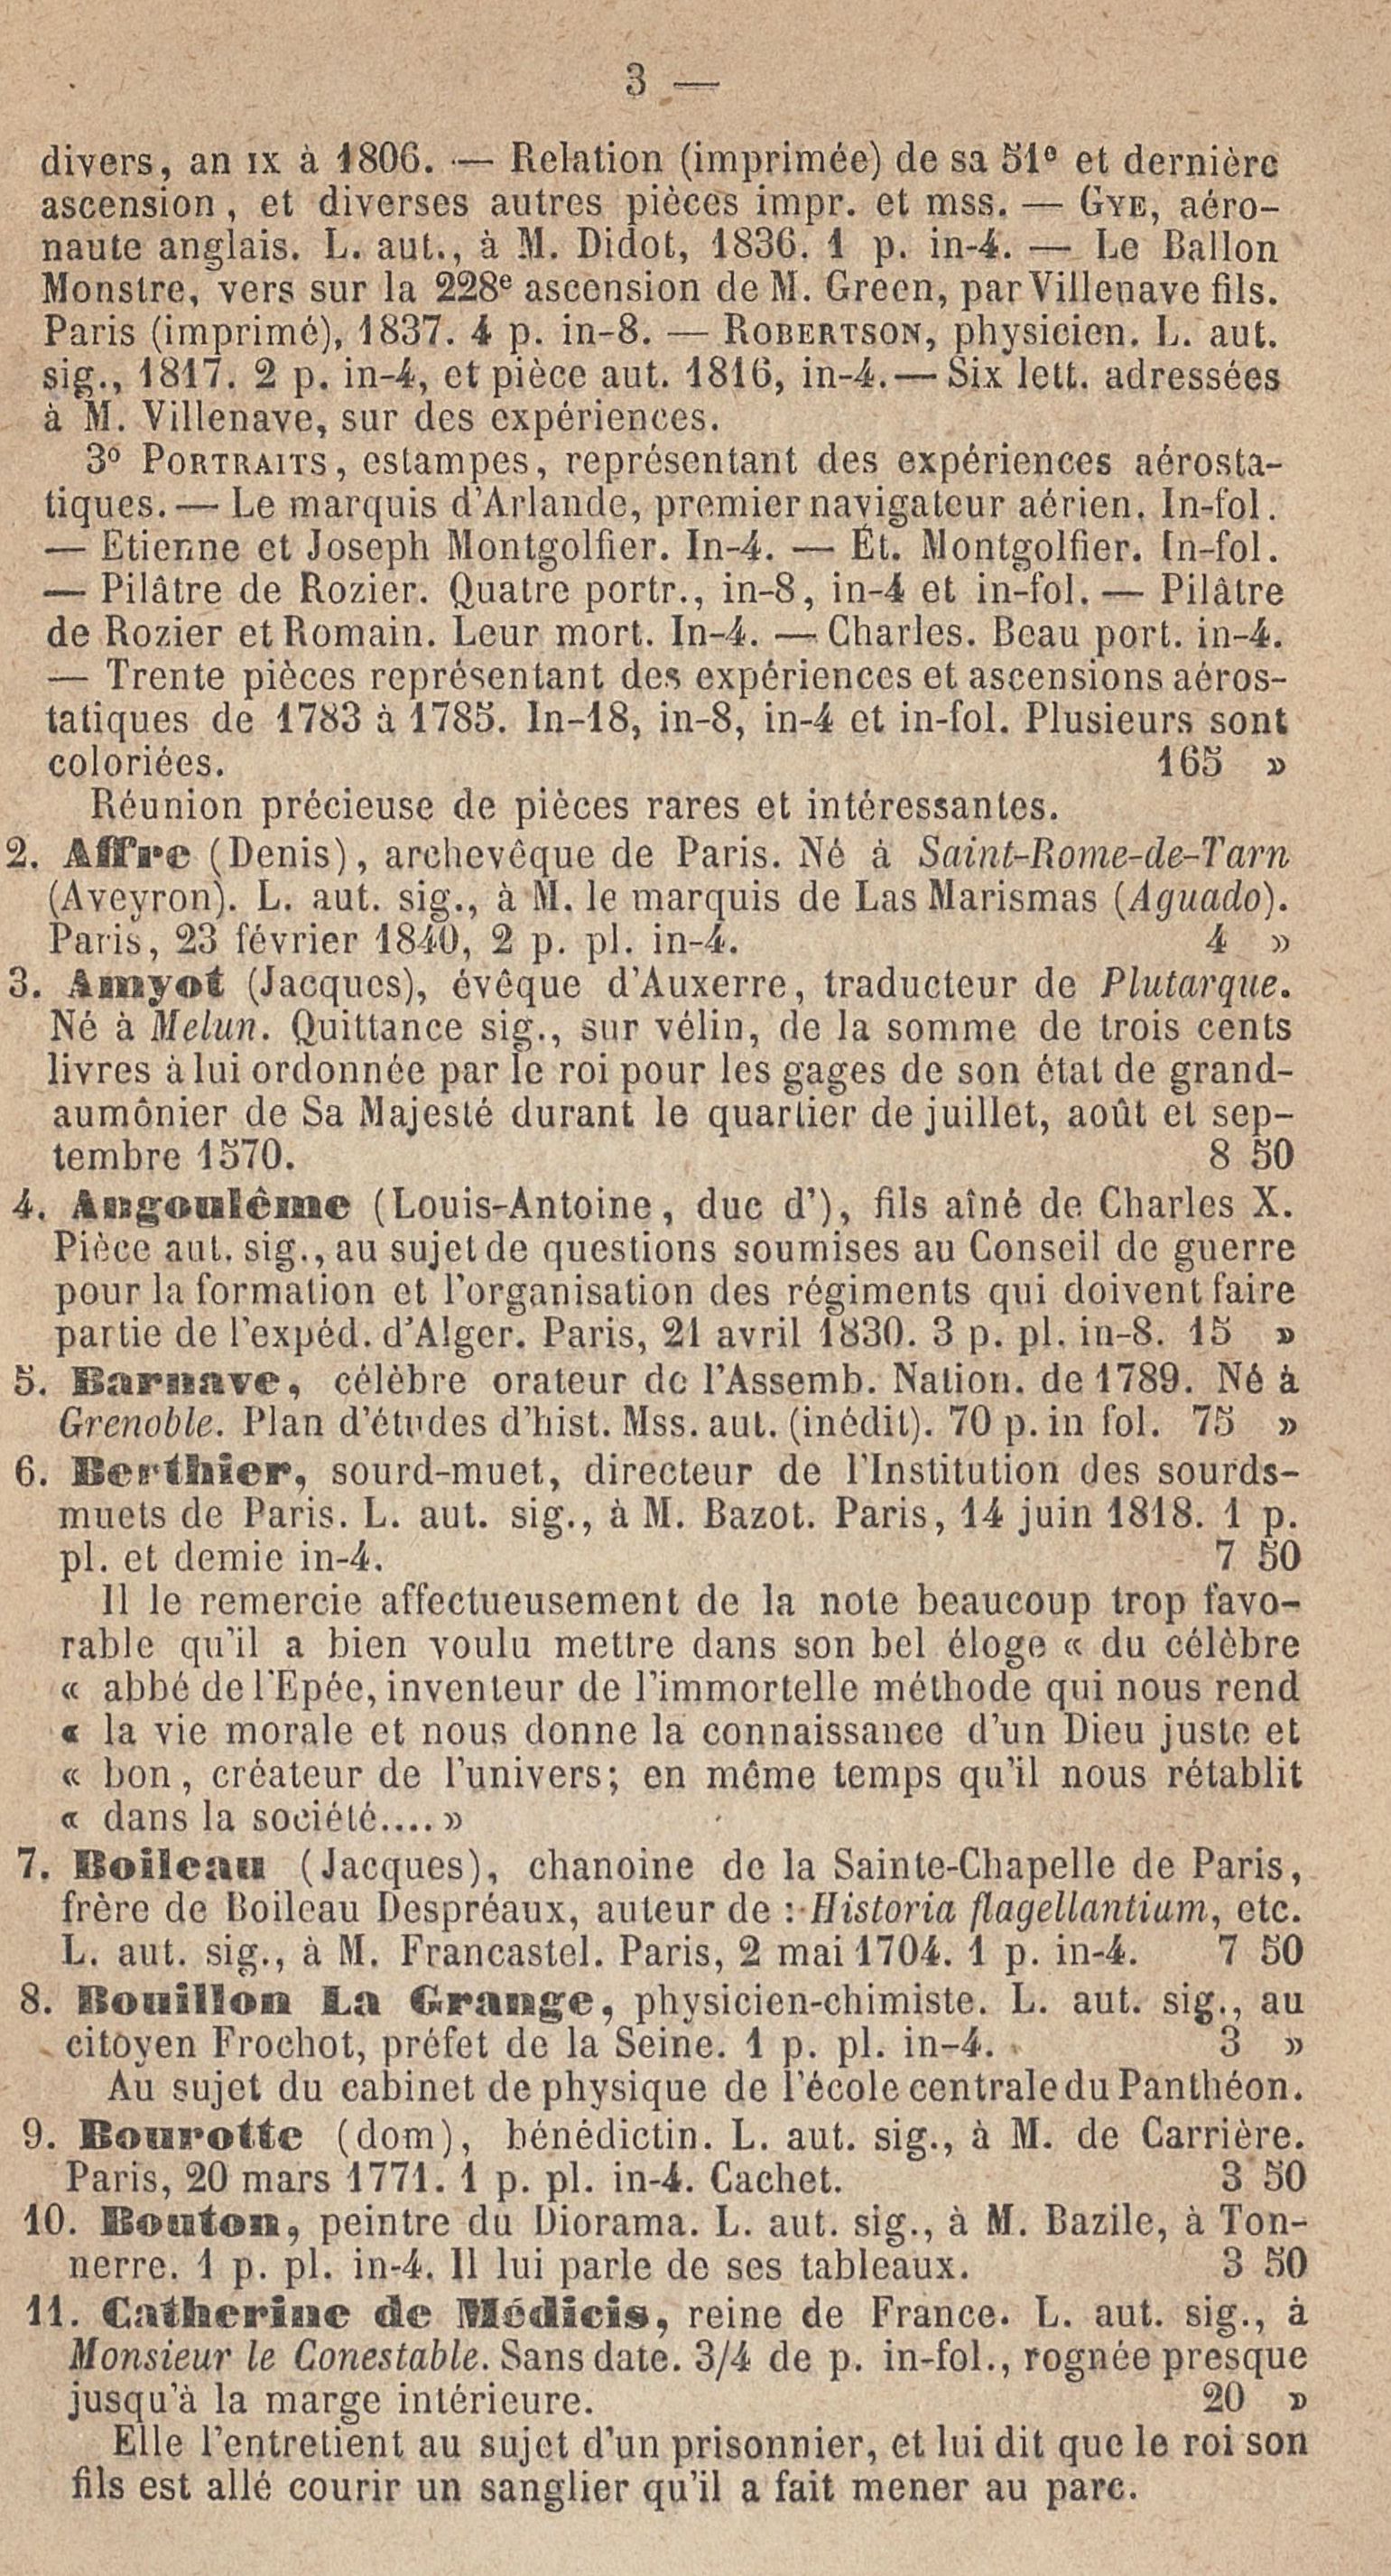 3 —
divers, an IX à 1806. — Relation (imprimée) de sa 51e et dernière
ascension, et diverses autres pièces impr. et mss. — GYE, aéro-
naute anglais. L. aut., à M. Didot, 1836. 1 p. in-4. — Le Ballon
Monstre, vers sur la 228e ascension de M. Green, par Villenave fils.
Paris (imprimé), 1837. 4 p. in-8. — ROBERTSON, physicien. L. aut.
sig., 1817. 2 p. in-4, et pièce aut. 1816, in-4. — Six lett. adressées
à M. Villenave, sur des expériences.
3o PORTRAITS, estampes, représentant des expériences aérosta-
tiques. — Le marquis d'Arlande, premier navigateur aérien. In-fol.
— Etienne et Joseph Montgolfier. In-4. — Ét. Montgolfier. In-fol.
— Pilâtre de Rozier. Quatre portr., in-8, in-4 et in-fol. — Pilâtre
de Rozier et Romain. Leur mort. In-4. — Charles. Beau port. in-4.
— Trente pièces représentant des expériences et ascensions aéros-
tatiques de 1783 à 1785. In-18, in-8, in-4 et in-fol. Plusieurs sont
coloriées. 165 »
Réunion précieuse de pièces rares et intéressantes.
2. Affre (Denis), archevêque de Paris. Né à Saint-Rome-de-Tarn
(Aveyron). L. aut. sig., à M. le marquis de Las Marismas (Aguado).
Paris, 23 février 1840, 2 p. pl. in-4. 4 »
3. Amyot (Jacques), évêque d'Auxerre, traducteur de Plutarque.
Né à Melun. Quittance sig., sur vélin, de la somme de trois cents
livres à lui ordonnée par le roi pour les gages de son état de grand-
aumônier de Sa Majesté durant le quartier de juillet, août et sep-
tembre 1570. 8 50
4. Angoulême (Louis-Antoine, duc d'), fils aîné de Charles X.
Pièce aut. sig., au sujet de questions soumises au Conseil de guerre
pour la formation et l'organisation des régiments qui doivent faire
partie de l'expéd. d'Alger. Paris, 21 avril 1830. 3 p. pl. in-8. 15 »
5. Barnave, célèbre orateur de l'Assemb. Nation. de 1789. Né à
Grenoble. Plan d'études d'hist. Mss. aut. (inédit). 70 p. in fol. 75 »
6. Berthier, sourd-muet, directeur de l'Institution des sourds-
muets de Paris. L. aut. sig., à M. Bazot. Paris, 14 juin 1818. 1 p.
pl. et demie in-4. 7 50
Il le remercie affectueusement de la note beaucoup trop favo-
rable qu'il a bien voulu mettre dans son bel éloge « du célèbre
« abbé de l'Epée, inventeur de l'immortelle méthode qui nous rend
« la vie morale et nous donne la connaissance d'un Dieu juste et
« bon, créateur de l'univers; en même temps qu'il nous rétablit
« dans la société.... »
7. Boileau (Jacques), chanoine de la Sainte-Chapelle de Paris,
frère de Boileau Despréaux, auteur de : Historia flagellantium, etc.
L. aut. sig., à M. Francastel. Paris, 2 mai 1704. 1 p. in-4. 7 50
8. Bouillon La Grange, physicien-chimiste. L. aut. sig., au
citoyen Frochot, préfet de la Seine. 1 p. pl. in-4. 3 »
Au sujet du cabinet de physique de l'école centrale du Panthéon.
9. Bourotte (dom), bénédictin. L. aut. sig., à M. de Carrière.
Paris, 20 mars 1771. 1 p. pl. in-4. Cachet. 3 50
10. Bouton, peintre du Diorama. L. aut. sig., à M. Bazile, à Ton-
nerre. 1 p. pl. in-4. Il lui parle de ses tableaux. 3 50
11. Catherine de Médicis, reine de France. L. aut. sig., à
Monsieur le Conestable. Sans date. 3/4 de p. in-fol., rognée presque
jusqu'à la marge intérieure. 20 »
Elle l'entretient au sujet d'un prisonnier, et lui dit que le roi son
fils est allé courir un sanglier qu'il a fait mener au parc.